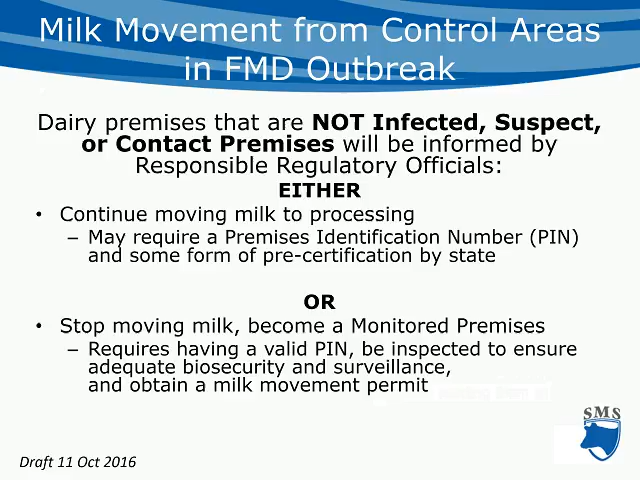 Milk Movement from Control Areas
in FMD Outbreak
Dairy premises that are NOT Infected, Suspect,
or Contact Premises will be informed by
Responsible Regulatory Officials:
EITHER
• Continue moving milk to processing
– May require a Premises Identification Number (PIN)
and some form of pre-certification by state
OR
• Stop moving milk, become a Monitored Premises
– Requires having a valid PIN, be inspected to ensure
adequate biosecurity and surveillance,
and obtain a milk movement permit
SMS
Draft 11 Oct 2016